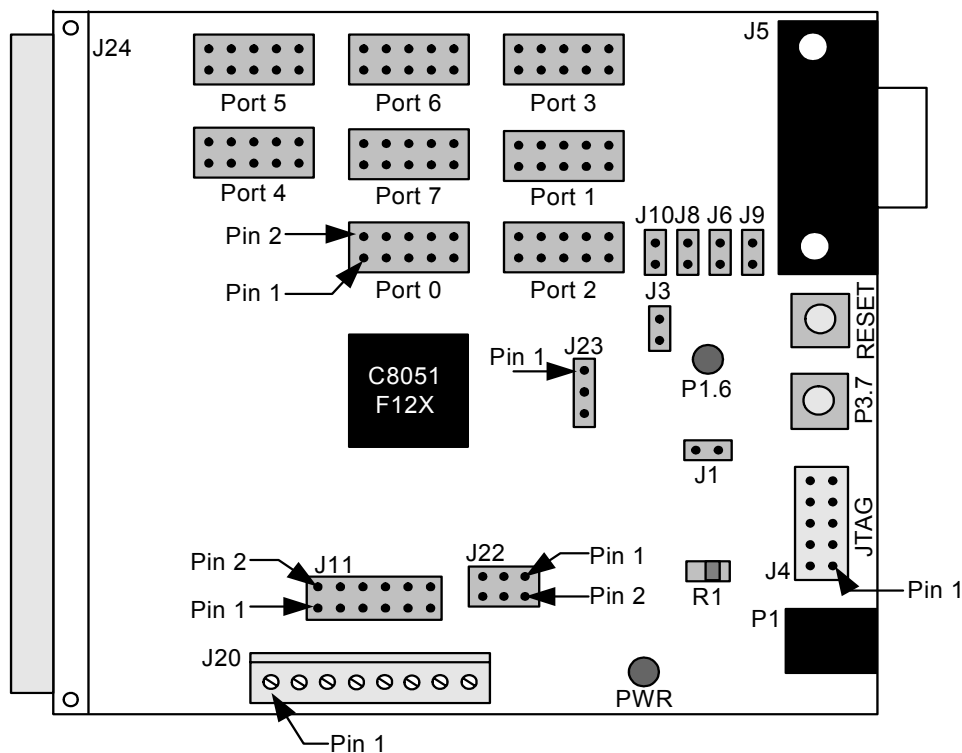 J24
J5
Port 5
Port 6
Port 3
Port 4
Port 7
Port 1
J10
J8
J6
J9
Pin 2
Pin 1
Port 0
Port 2
J3
RESET
Pin 1
J23
C8051
F12X
P1.6
P3.7
J1
JTAG
Pin 2
J11
J22
Pin 1
J4
Pin 1
Pin 2
R1
Pin 1
P1
J20
PWR
Pin 1